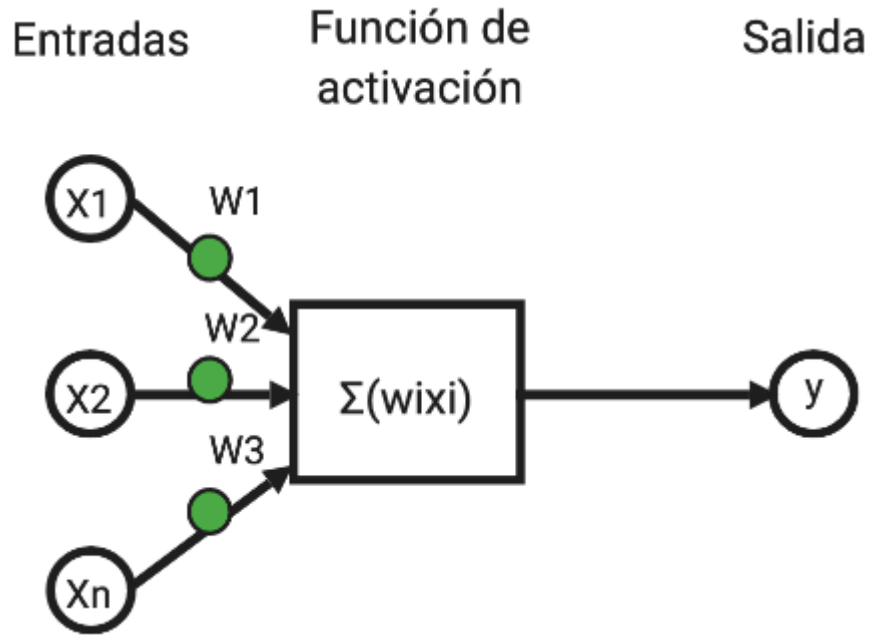 Entradas
Función de
activación
Salida
X1
W1
W2
X2
Σ(wixi)
y
W3
Xn